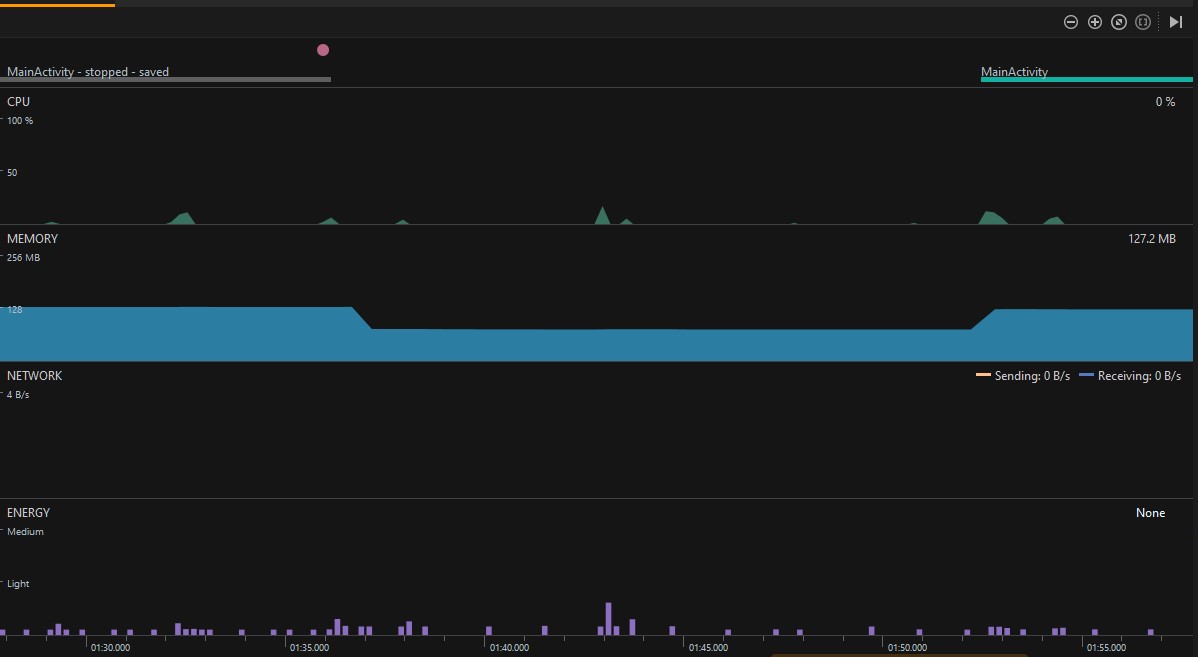 MainActivity - stopped - saved
MainActivity
CPU
0 %
100 %
50
MEMORY
127.2 MB
256 MB
128
NETWORK
Sending: 0 B/s
Receiving: 0 B/s
4 B/s
ENERGY
None
Medium
Light
01:30.000
01:35.000
01:40.000
01:45.000
01:50.000
01:55.000